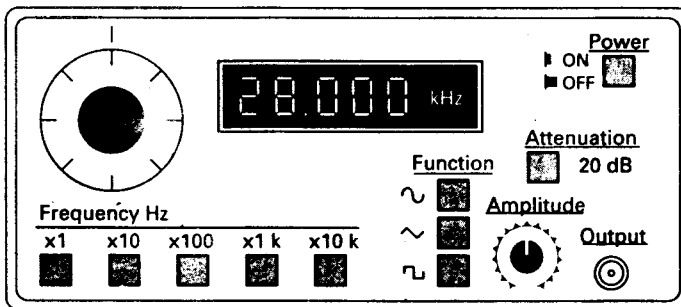 Power
ON
OFF
28.000 kHz
Attenuation
20 dB
Function
Amplitude
Output
Frequency Hz
x1 x10 x100 x1 k x10 k